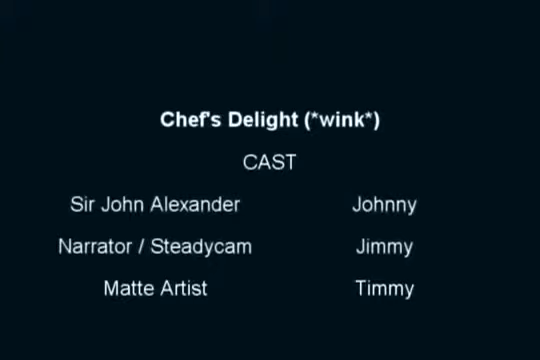 Chef's Delight (*wink*)
CAST
Sir John Alexander Johnny
Narrator / Steadycam Jimmy
Matte Artist Timmy